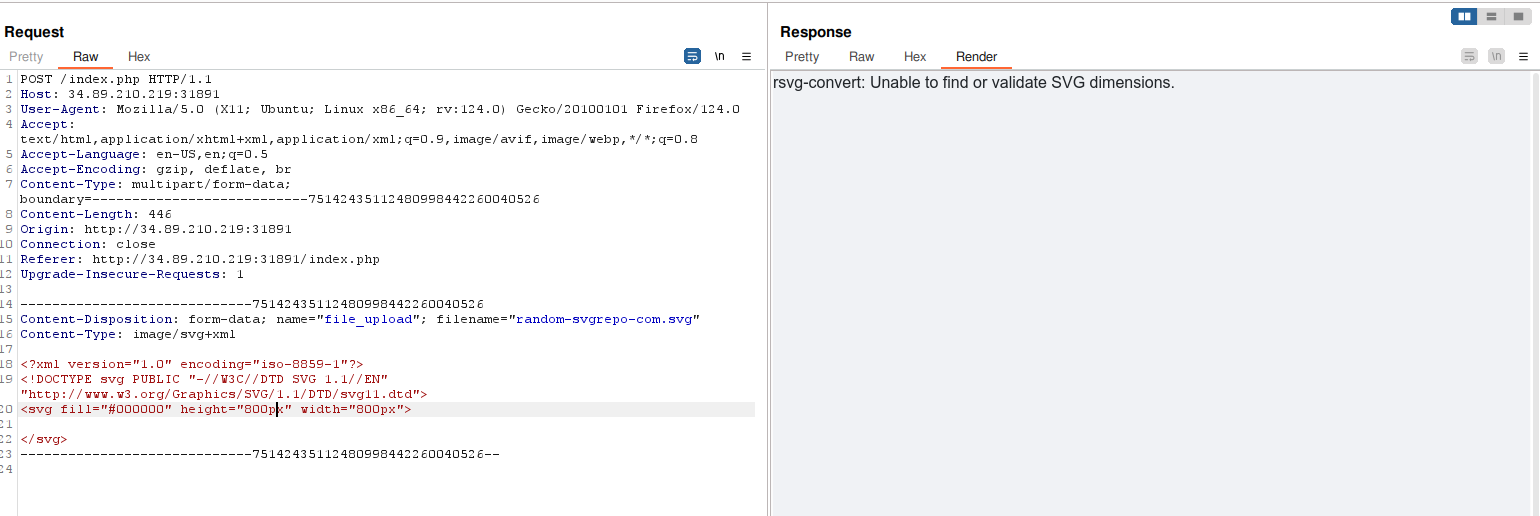 Request
Pretty Raw Hex \n
1 POST /index.php HTTP/1.1
2 Host: 34.89.210.219:31891
3 User-Agent: Mozilla/5.0 (X11; Ubuntu; Linux x86_64; rv:124.0) Gecko/20100101 Firefox/124.0
4 Accept:
text/html,application/xhtml+xml,application/xml;q=0.9,image/avif,image/webp,*/*;q=0.8
5 Accept-Language: en-US,en;q=0.5
6 Accept-Encoding: gzip, deflate, br
7 Content-Type: multipart/form-data;
boundary=---------------------------751424351124809984422600​40526
8 Content-Length: 446
9 Origin: http://34.89.210.219:31891
10 Connection: close
11 Referer: http://34.89.210.219:31891/index.php
12 Upgrade-Insecure-Requests: 1
13
14 -----------------------------75142435112480998442260040526
15 Content-Disposition: form-data; name="file_upload"; filename="random-svgrepo-com.svg"
16 Content-Type: image/svg+xml
17
18 <?xml version="1.0" encoding="iso-8859-1"?>
19 <!DOCTYPE svg PUBLIC "-//W3C//DTD SVG 1.1//EN"
"http://www.w3.org/Graphics/SVG/1.1/DTD/svg11.dtd">
20 <svg fill="#000000" height="800px" width="800px">
21
22 </svg>
23 -----------------------------75142435112480998442260040526--
24
Response
Pretty Raw Hex Render \n
rsvg-convert: Unable to find or validate SVG dimensions.